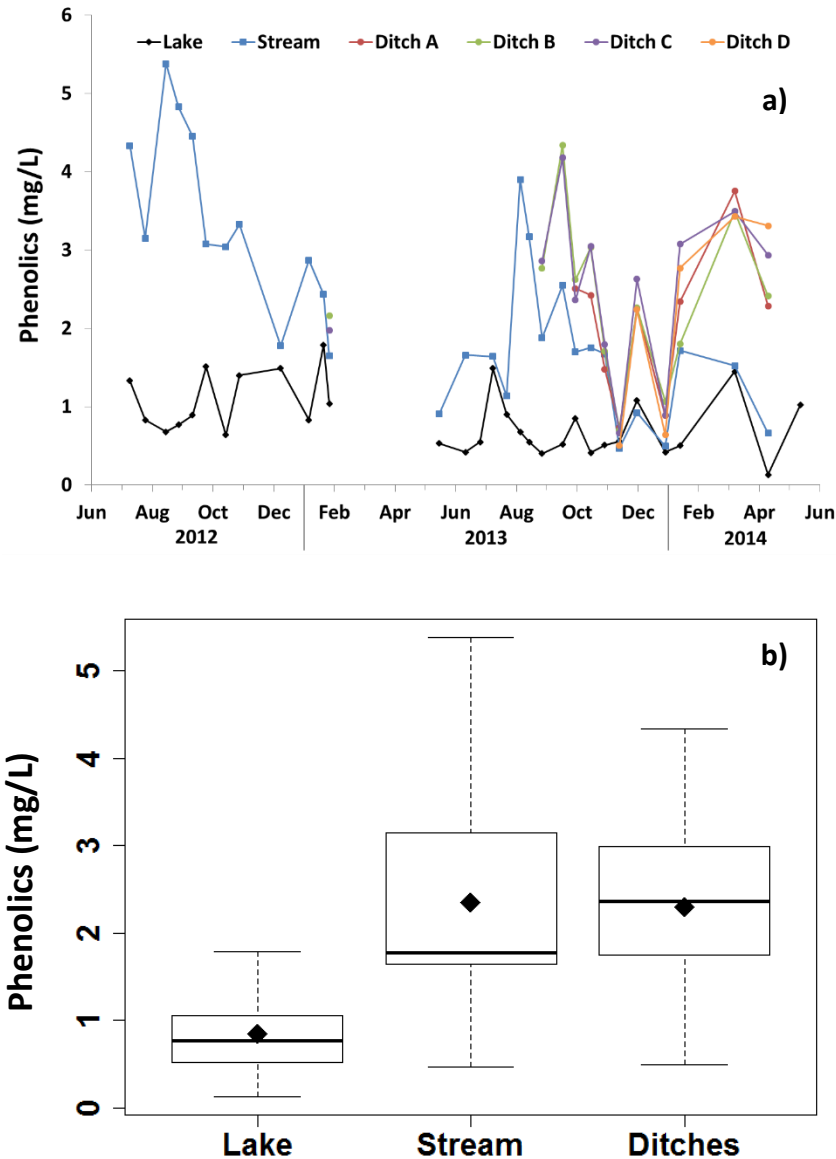 6
Lake Stream Ditch A Ditch B Ditch C Ditch D
a)
5
4
3
2
1
0
Phenolics (mg/L)
Jun Aug Oct Dec Feb Apr Jun Aug Oct Dec Feb Apr Jun
2012 2013 2014
b)
5
4
3
2
1
0
Phenolics (mg/L)
Lake Stream Ditches